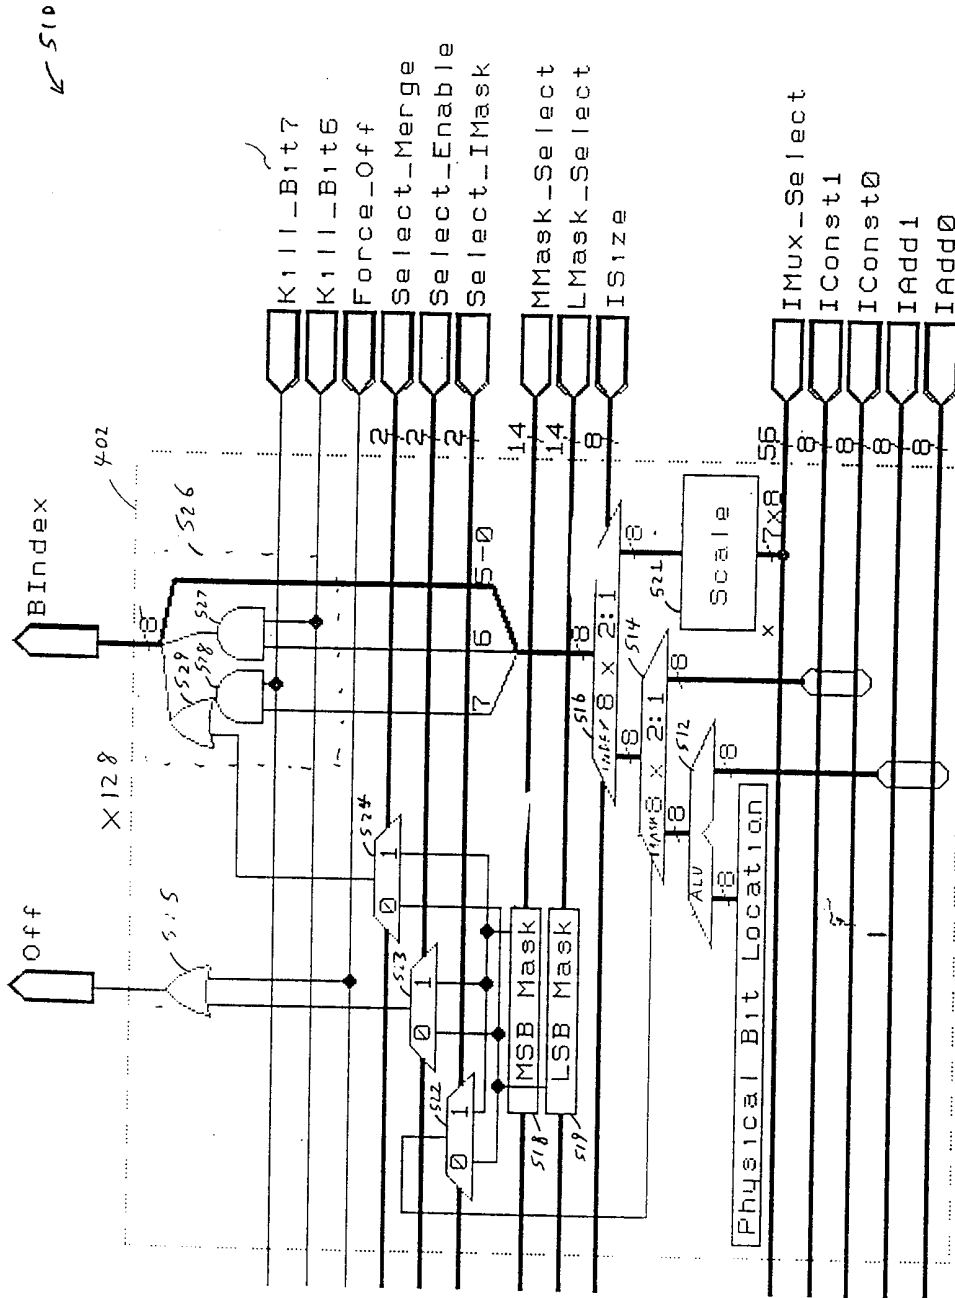 510
Off
BIndex
X128
402
Kill_Bit7
Kill_Bit6
Force_Off
Select_Merge
Select_Enable
Select_IMask
MMask_Select
LMask_Select
ISize
IMux_Select
IConst1
IConst0
IAdd1
IAdd0
8
526
527
528
529
515
2
2
2
14
14
8
56
8
8
8
8
7
6
5-0
524
0 1
523
0 1
522
0 1
MSB Mask
518
LSB Mask
519
8
516
INDEX 8 x 2:1
8
8
514
8 x 2:1
8
8
512
ALU
8
8
521
Scale
7x8
x
Physical Bit Location